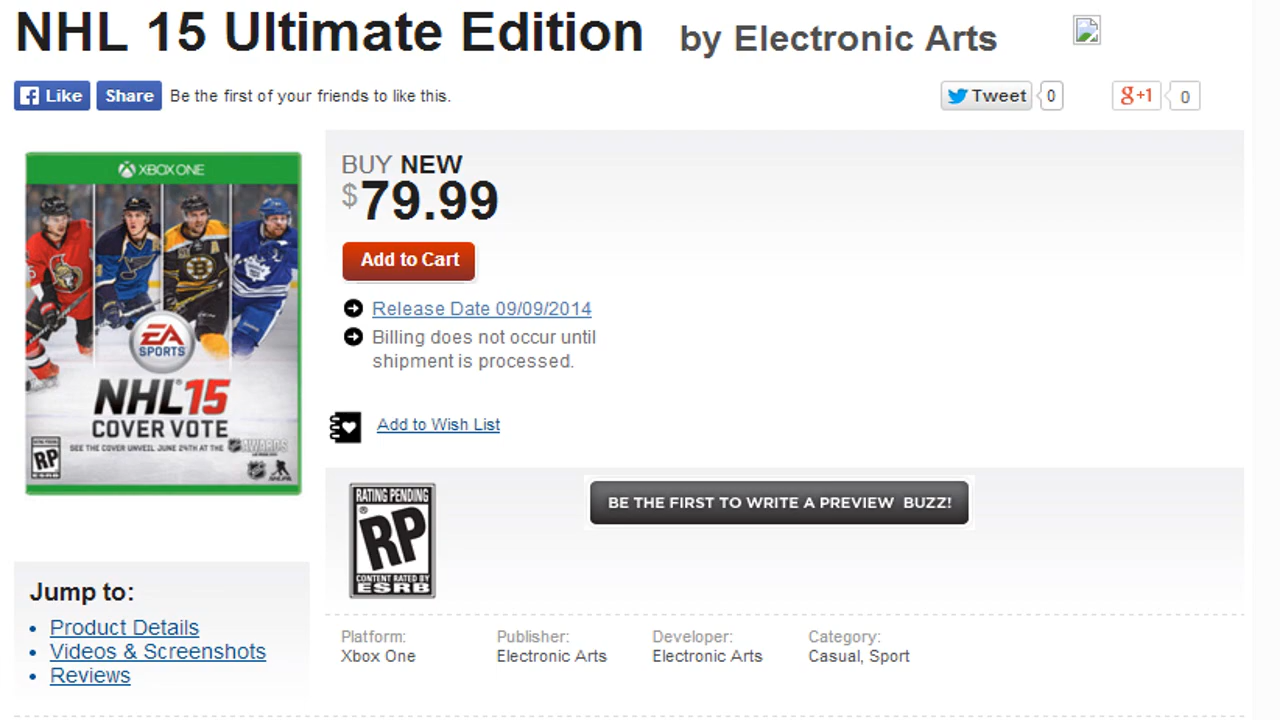 NHL 15 Ultimate Edition by Electronic Arts
Like Share Be the first of your friends to like this.
Tweet 0 g+1 0
XBOX ONE
EA
SPORTS
NHL 15
COVER VOTE
SEE THE COVER UNVEIL JUNE 24TH AT THE AWARDS
RATING PENDING
RP
ESRB
BUY NEW
$79.99
Add to Cart
Release Date 09/09/2014
Billing does not occur until
shipment is processed.
Add to Wish List
RATING PENDING
RP
CONTENT RATED BY
ESRB
BE THE FIRST TO WRITE A PREVIEW BUZZ!
Jump to:
• Product Details
• Videos & Screenshots
• Reviews
Platform: Publisher: Developer: Category:
Xbox One Electronic Arts Electronic Arts Casual, Sport